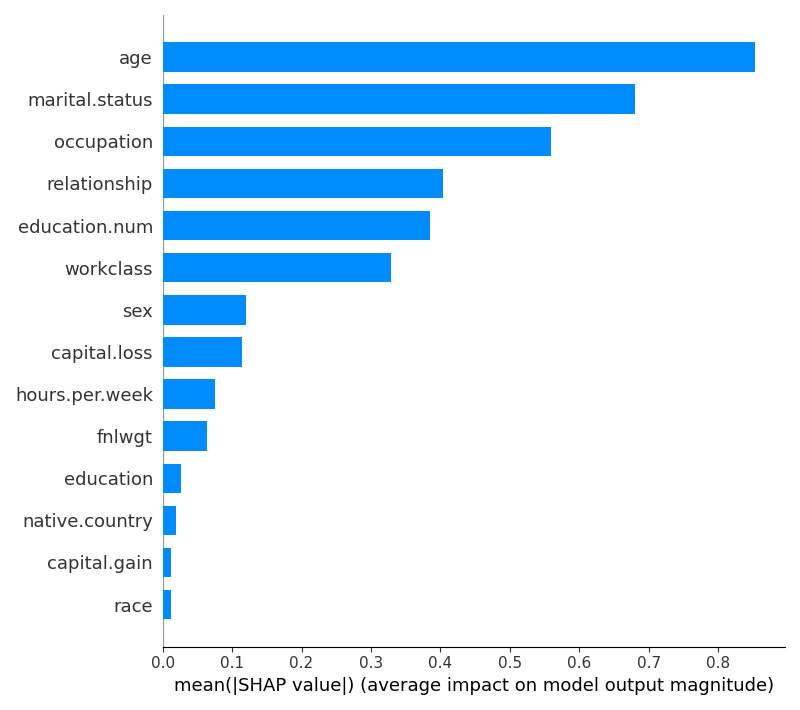 age
marital.status
occupation
relationship
education.num
workclass
sex
capital.loss
hours.per.week
fnlwgt
education
native.country
capital.gain
race
0.0 0.1 0.2 0.3 0.4 0.5 0.6 0.7 0.8
mean(|SHAP value|) (average impact on model output magnitude)